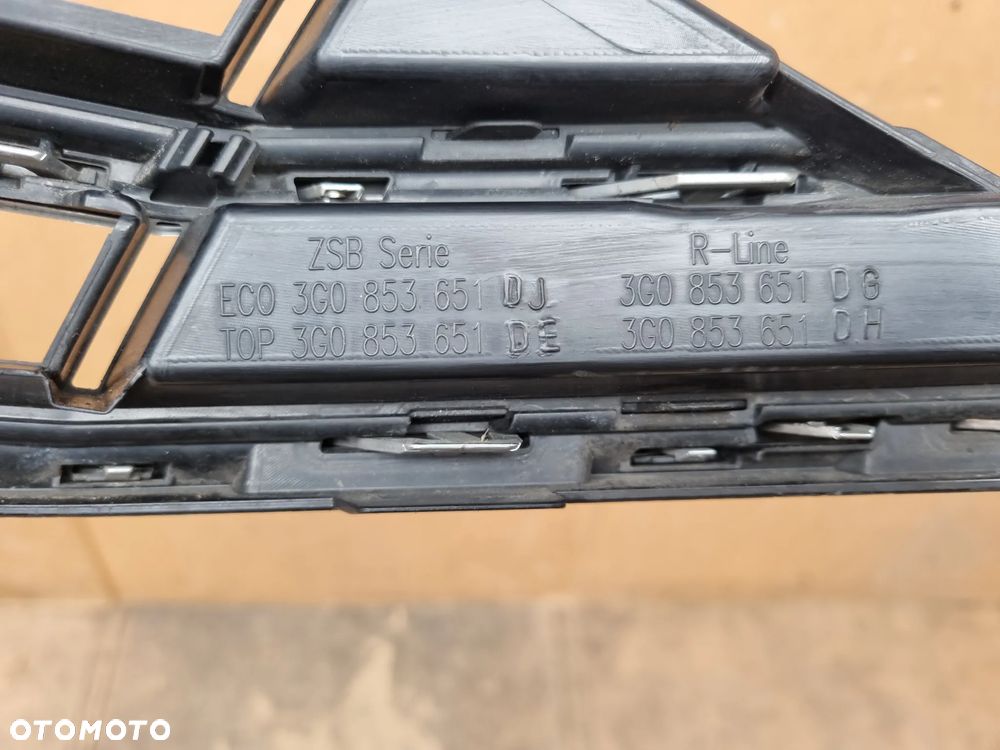 ZSB Serie
ECO 3G0 853 651 DJ
TOP 3G0 853 651 DE
R-Line
3G0 853 651 DG
3G0 853 651 DH
OTOMOTO